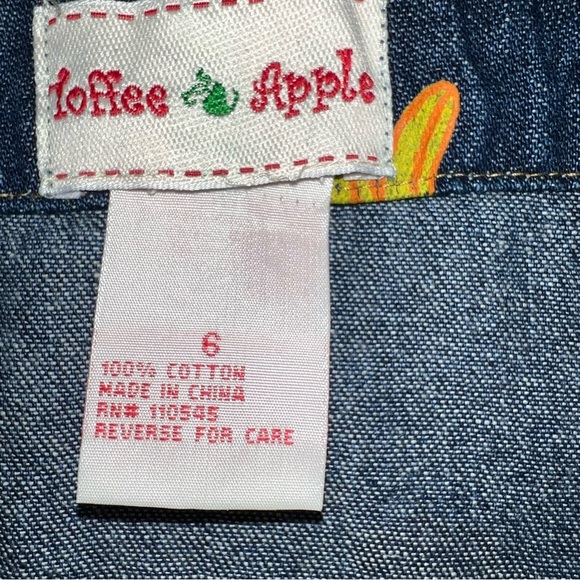 Toffee Apple
6
100% COTTON
MADE IN CHINA
RN# 110545
REVERSE FOR CARE